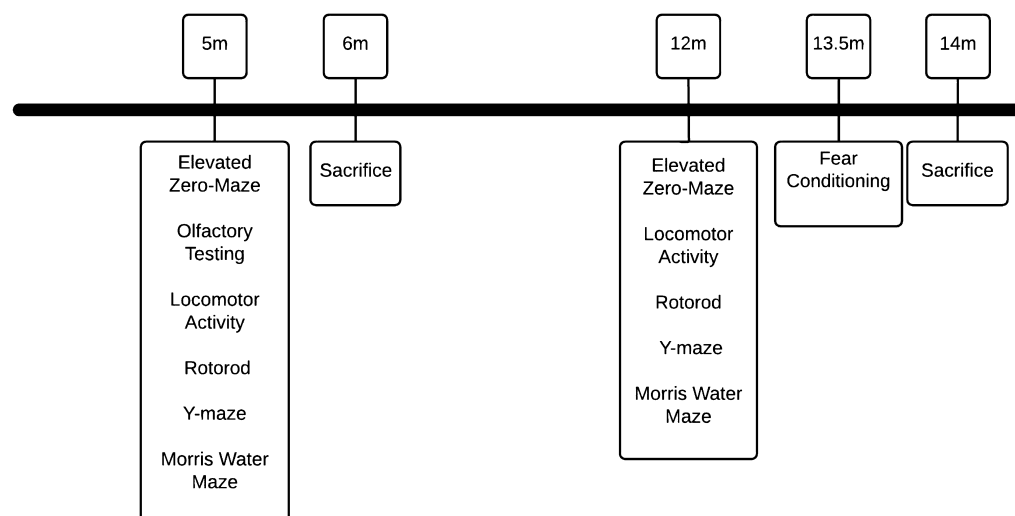 5m
6m
12m
13.5m
14m
Elevated
Zero-Maze
Olfactory
Testing
Locomotor
Activity
Rotorod
Y-maze
Morris Water
Maze
Sacrifice
Elevated
Zero-Maze
Locomotor
Activity
Rotorod
Y-maze
Morris Water
Maze
Fear
Conditioning
Sacrifice